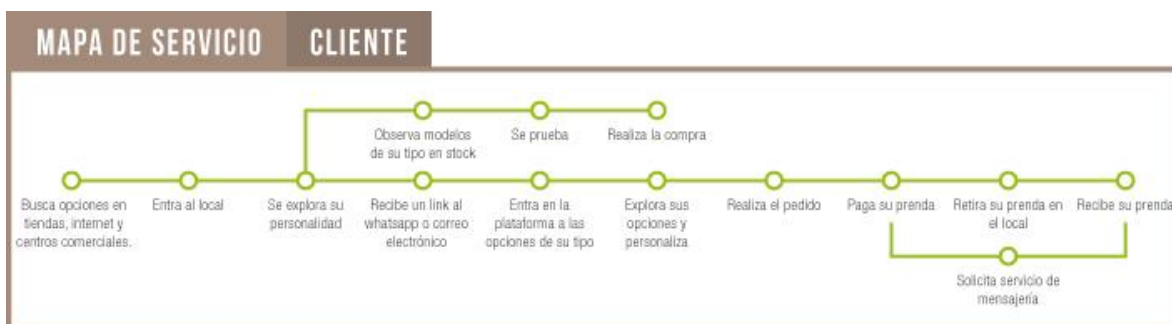 MAPA DE SERVICIO CLIENTE
Observa modelos
de su tipo en stock
Se prueba
Realiza la compra
Busca opciones en
tiendas, internet y
centros comerciales.
Entra al local
Se explora su
personalidad
Recibe un link al
whatsapp o correo
electrónico
Entra en la
plataforma a las
opciones de su tipo
Explora sus
opciones y
personaliza
Realiza el pedido
Paga su prenda
Retira su prenda en
el local
Recibe su prenda
Solicita servicio de
mensajería